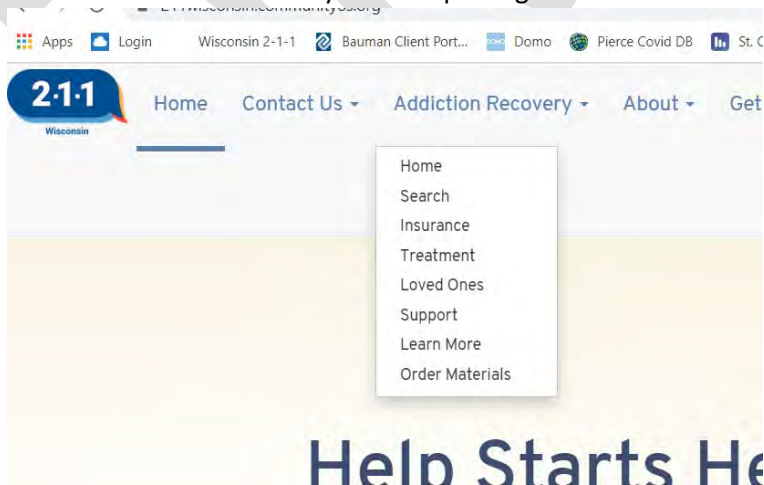 Apps Login Wisconsin 2-1-1 Bauman Client Port... Domo Pierce Covid DB St. C
2·1·1
Wisconsin
Home Contact Us Addiction Recovery About Get
Home
Search
Insurance
Treatment
Loved Ones
Support
Learn More
Order Materials
Help Starts He